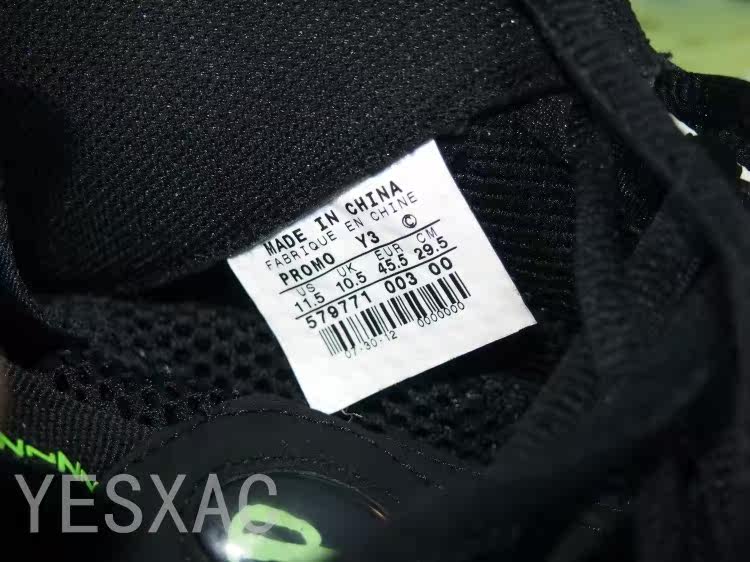 MADE IN CHINA
FABRIQUE EN CHINE
PROMO Y3 ©
US UK EUR CM
11.5 10.5 45.5 29.5
579771 003 00
07-30-12 0000000
YESXAC